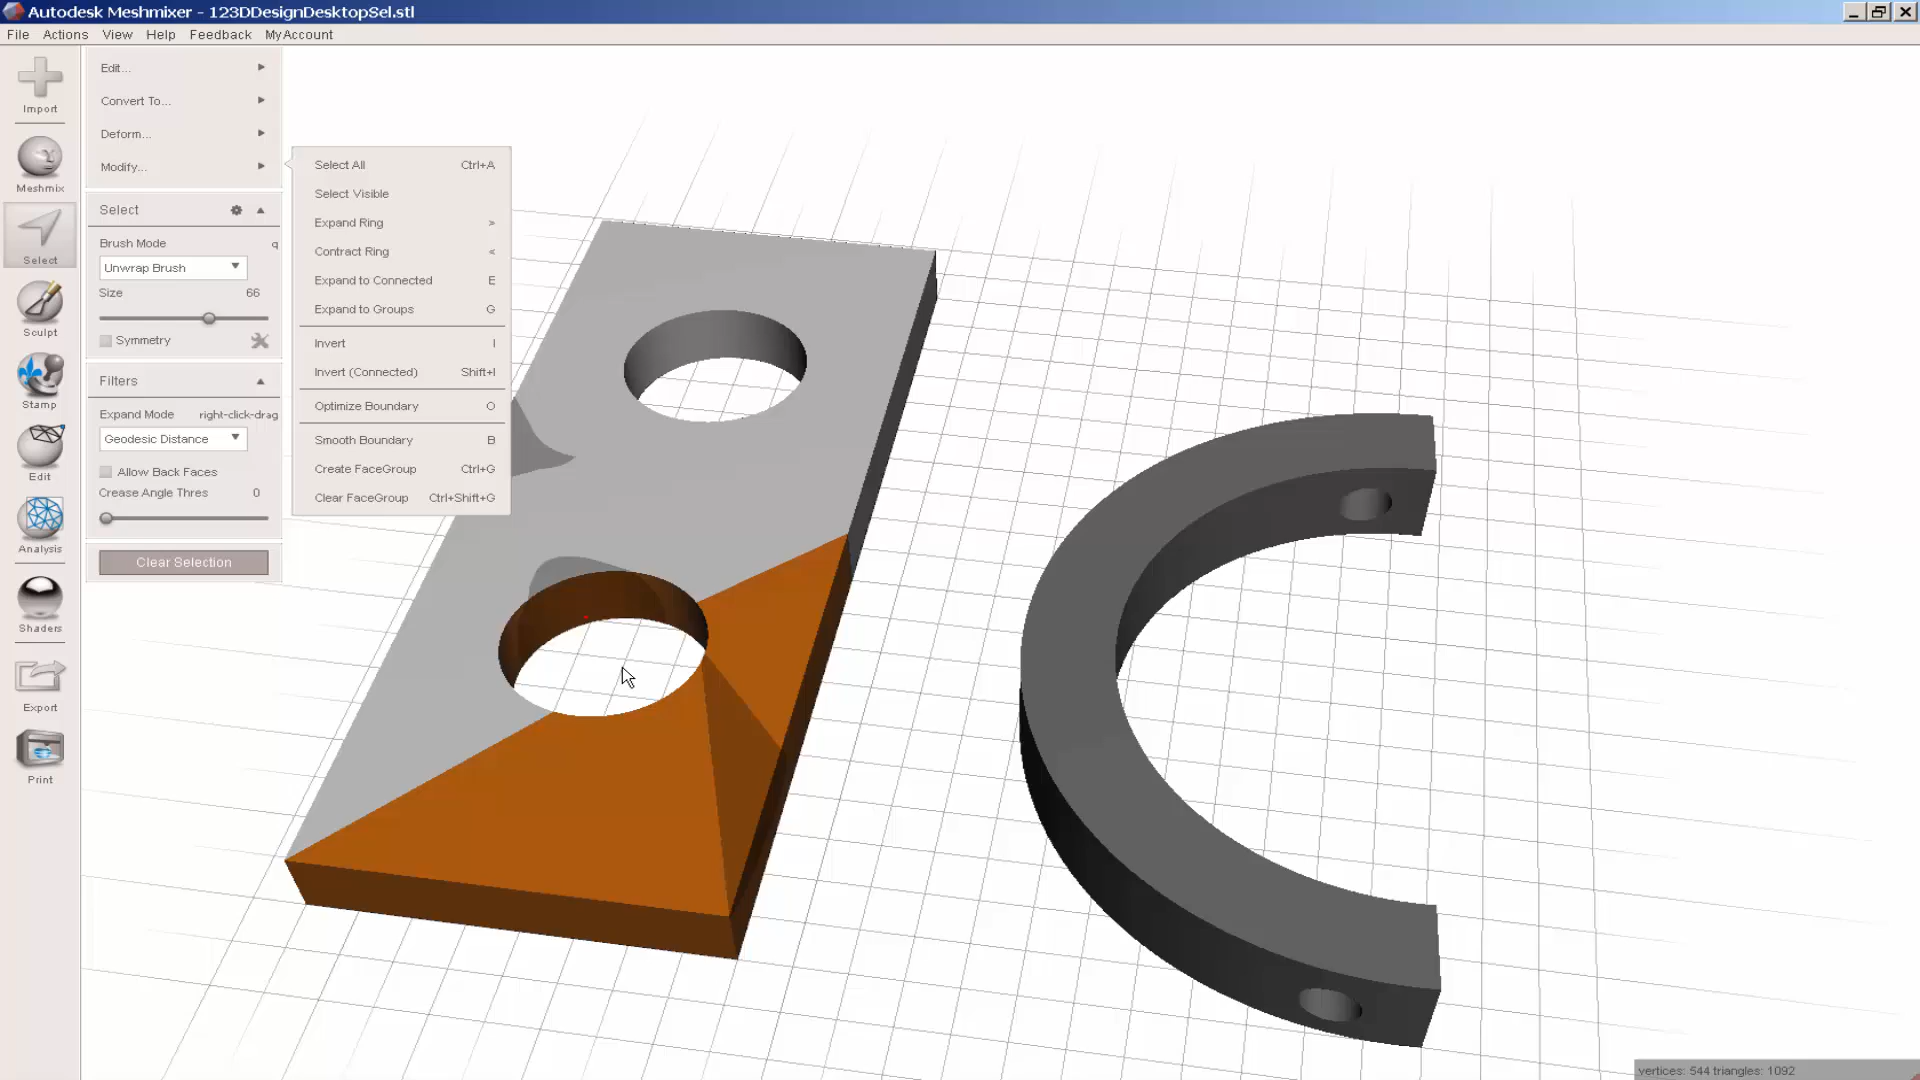 Autodesk Meshmixer - 123DDesignDesktopSel.stl
File Actions View Help Feedback MyAccount
Import
Meshmix
Select
Sculpt
Stamp
Edit
Analysis
Shaders
Export
Print
Edit...
Convert To...
Deform...
Modify...
Select
Brush Mode q
Unwrap Brush
Size 66
Symmetry
Filters
Expand Mode right-click-drag
Geodesic Distance
Allow Back Faces
Crease Angle Thres 0
Clear Selection
Select All Ctrl+A
Select Visible
Expand Ring »
Contract Ring «
Expand to Connected E
Expand to Groups G
Invert I
Invert (Connected) Shift+I
Optimize Boundary O
Smooth Boundary B
Create FaceGroup Ctrl+G
Clear FaceGroup Ctrl+Shift+G
vertices: 544 triangles: 1092